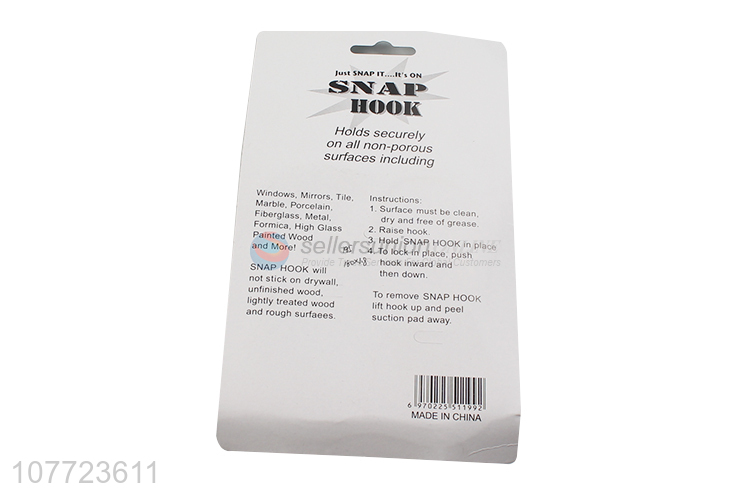 Just SNAP IT....It's ON
SNAP
HOOK
Holds securely
on all non-porous
surfaces including
Windows, Mirrors, Tile,
Marble, Porcelain,
Fiberglass, Metal,
Formica, High Glass
Painted Wood
and More!
SNAP HOOK will
not stick on drywall,
unfinished wood,
lightly treated wood
and rough surfaees.
Instructions:
1. Surface must be clean,
dry and free of grease.
2. Raise hook.
3. Hold SNAP HOOK in place
4. To lock in place, push
hook inward and
then down.
To remove SNAP HOOK
lift hook up and peel
suction pad away.
sellersunion
6 970225 511992
MADE IN CHINA
107723611